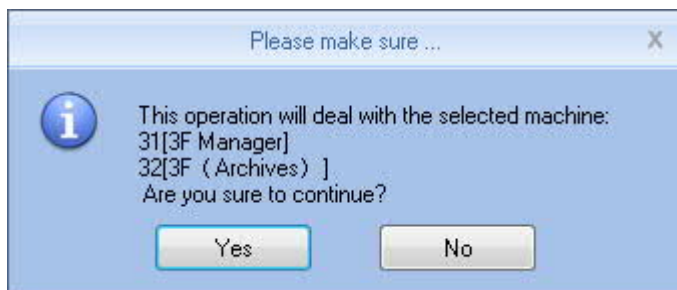 Please make sure ...
X
This operation will deal with the selected machine:
31[3F Manager]
32[3F（Archives）]
Are you sure to continue?
Yes
No